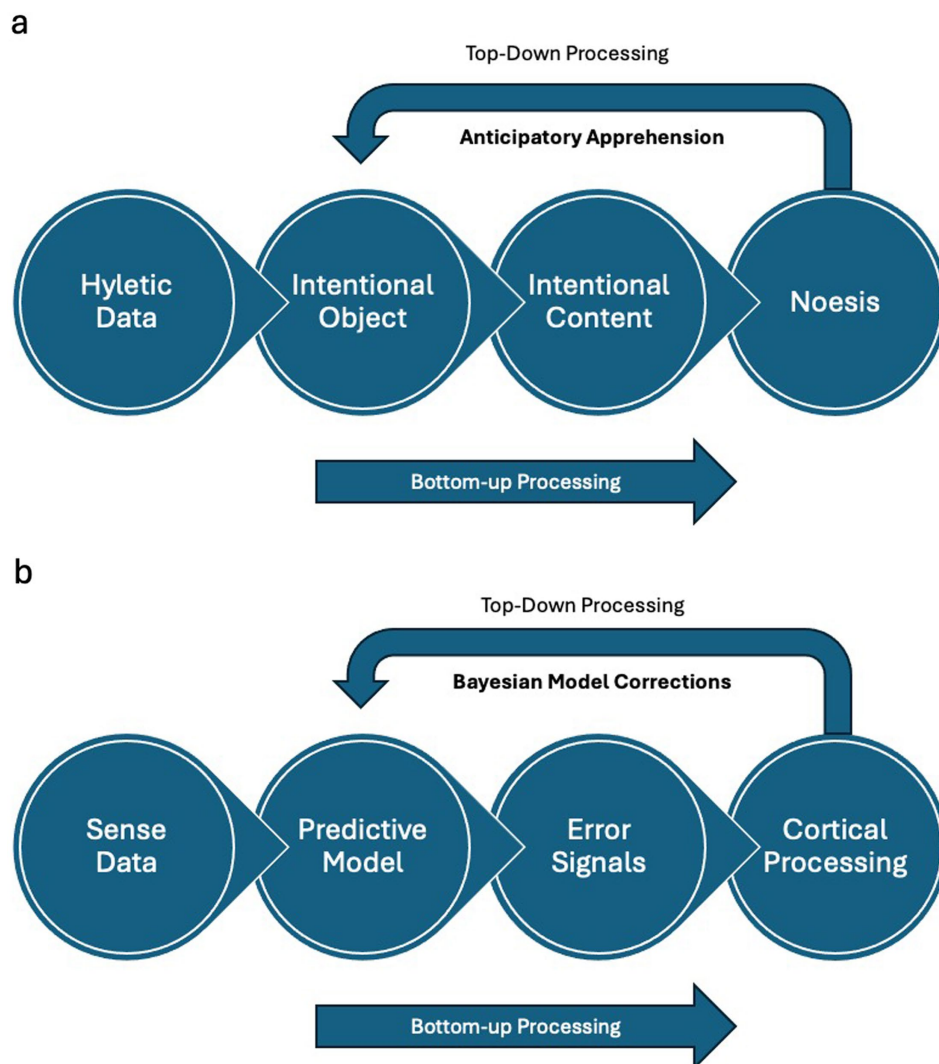 a
Top-Down Processing
Anticipatory Apprehension
Hyletic
Data
Intentional
Object
Intentional
Content
Noesis
Bottom-up Processing
b
Top-Down Processing
Bayesian Model Corrections
Sense
Data
Predictive
Model
Error
Signals
Cortical
Processing
Bottom-up Processing